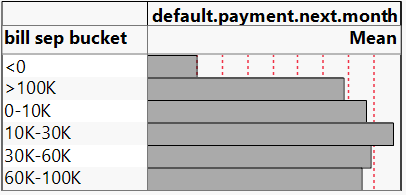 default.payment.next.month
bill sep bucket Mean
<0
>100K
0-10K
10K-30K
30K-60K
60K-100K